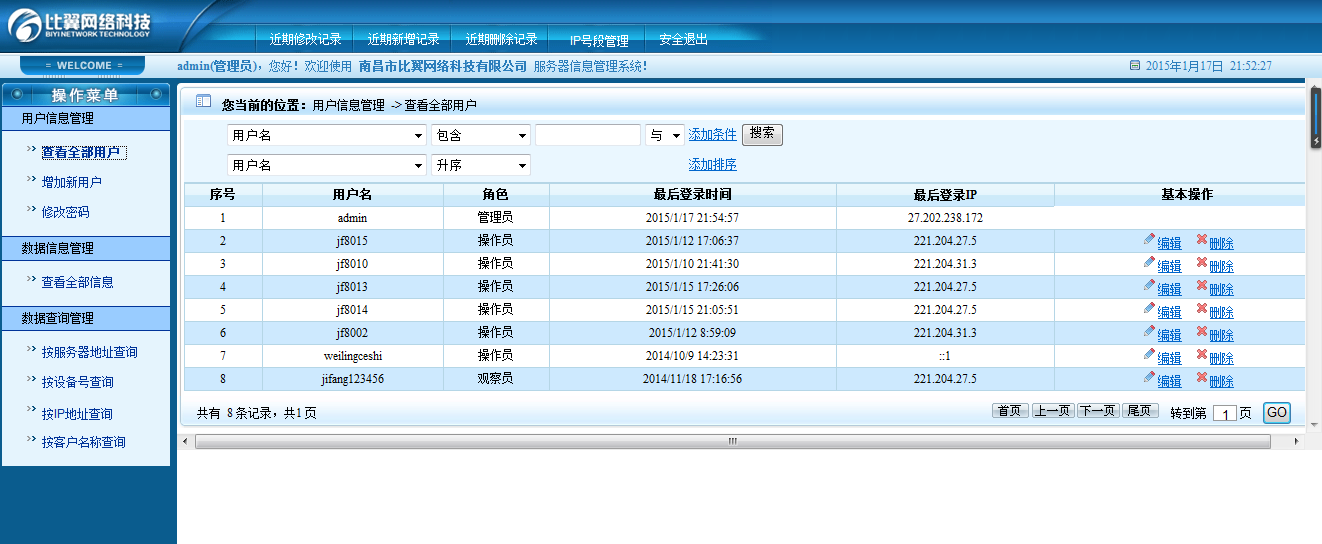 比翼网络科技
BIYI NETWORK TECHNOLOGY
近期修改记录 近期新增记录 近期删除记录 IP号段管理 安全退出
= WELCOME =
admin(管理员)，您好！欢迎使用 南昌市比翼网络科技有限公司 服务器信息管理系统！ 2015年1月17日 21:52:27
操作菜单
用户信息管理
查看全部用户
增加新用户
修改密码
数据信息管理
查看全部信息
数据查询管理
按服务器地址查询
按设备号查询
按IP地址查询
按客户名称查询
您当前的位置：用户信息管理 ->查看全部用户
用户名 包含 与 添加条件 搜索
用户名 升序 添加排序
序号 用户名 角色 最后登录时间 最后登录IP 基本操作
1 admin 管理员 2015/1/17 21:54:57 27.202.238.172
2 jf8015 操作员 2015/1/12 17:06:37 221.204.27.5 编辑 删除
3 jf8010 操作员 2015/1/10 21:41:30 221.204.31.3 编辑 删除
4 jf8013 操作员 2015/1/15 17:26:06 221.204.27.5 编辑 删除
5 jf8014 操作员 2015/1/15 21:05:51 221.204.27.5 编辑 删除
6 jf8002 操作员 2015/1/12 8:59:09 221.204.31.3 编辑 删除
7 weilingceshi 操作员 2014/10/9 14:23:31 ::1 编辑 删除
8 jifang123456 观察员 2014/11/18 17:16:56 221.204.27.5 编辑 删除
共有 8条记录，共1页 首页 上一页 下一页 尾页 转到第 1 页 GO